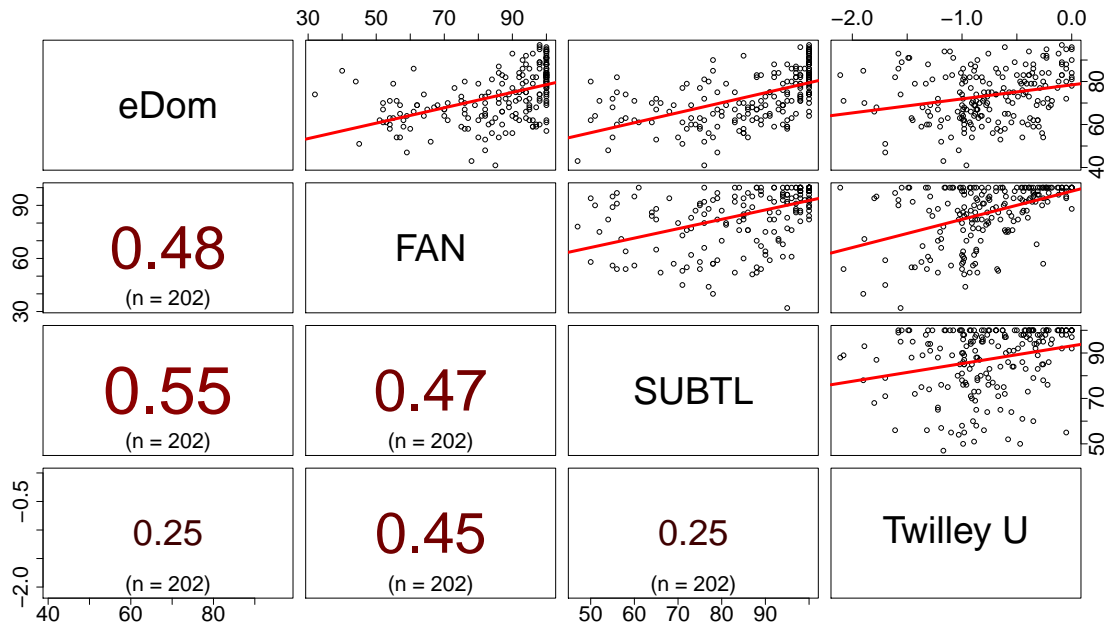 30 50 70 90
−2.0 −1.0 0.0
eDom
40 60 80
30 60 90
0.48
(n = 202)
FAN
0.55
(n = 202)
0.47
(n = 202)
SUBTL
50 70 90
−2.0 −0.5
0.25
(n = 202)
0.45
(n = 202)
0.25
(n = 202)
Twilley U
40 60 80
50 60 70 80 90